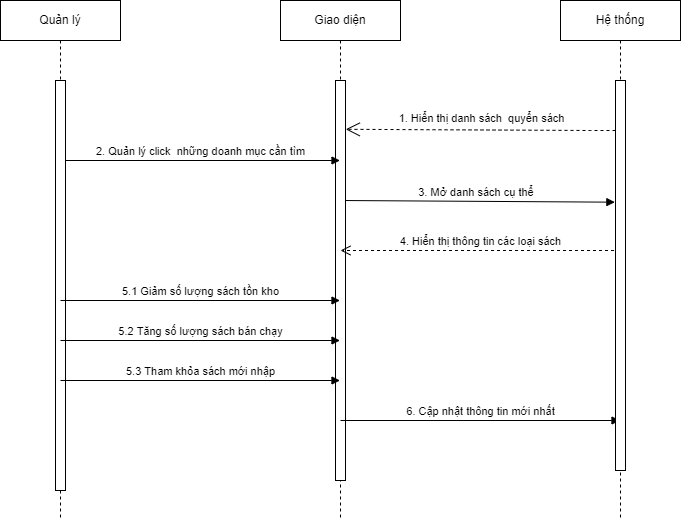 Quản lý
Giao diện
Hệ thống
1. Hiển thị danh sách quyển sách
2. Quản lý click những doanh mục cần tìm
3. Mở danh sách cụ thể
4. Hiển thị thông tin các loại sách
5.1 Giảm số lượng sách tồn kho
5.2 Tăng số lượng sách bán chạy
5.3 Tham khỏa sách mới nhập
6. Cập nhật thông tin mới nhất